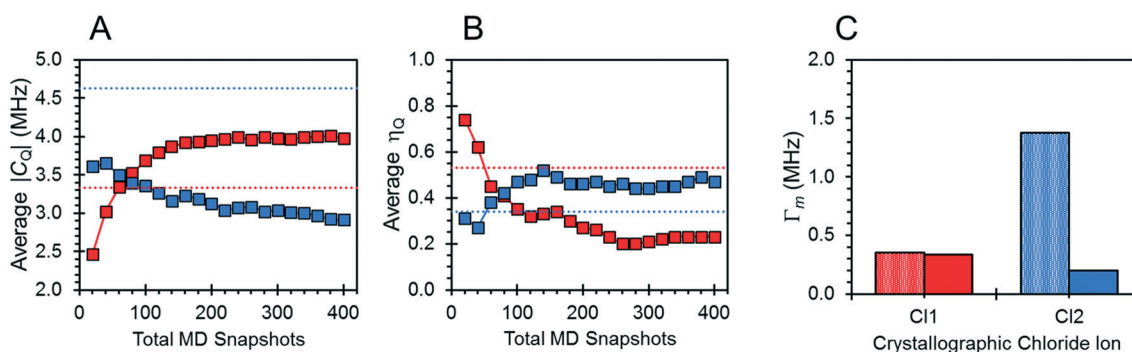 A
Average |C_Q| (MHz)
5.0
4.5
4.0
3.5
3.0
2.5
2.0
0 100 200 300 400
Total MD Snapshots
B
Average η_Q
1.0
0.8
0.6
0.4
0.2
0.0
0 100 200 300 400
Total MD Snapshots
C
Γ_m (MHz)
2.0
1.5
1.0
0.5
0.0
Cl1 Cl2
Crystallographic Chloride Ion